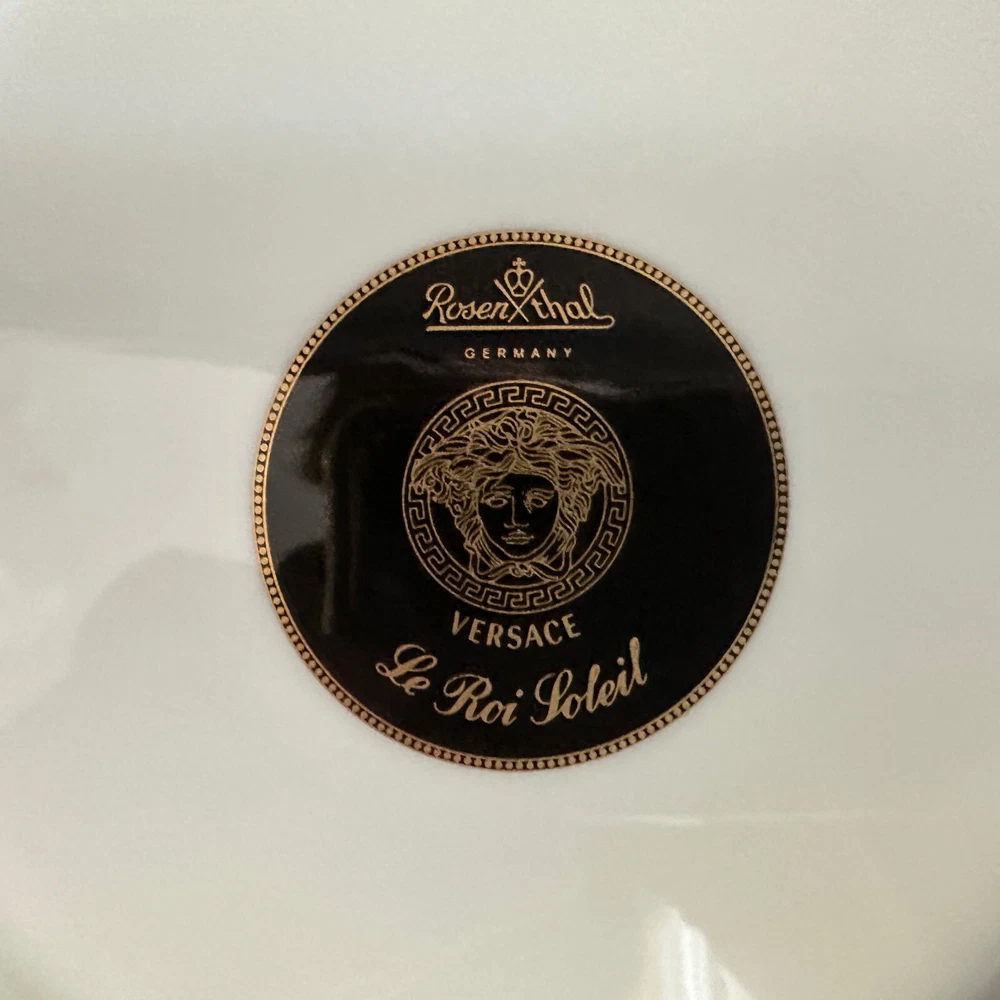 Rosenthal
GERMANY
VERSACE
Le Roi Soleil